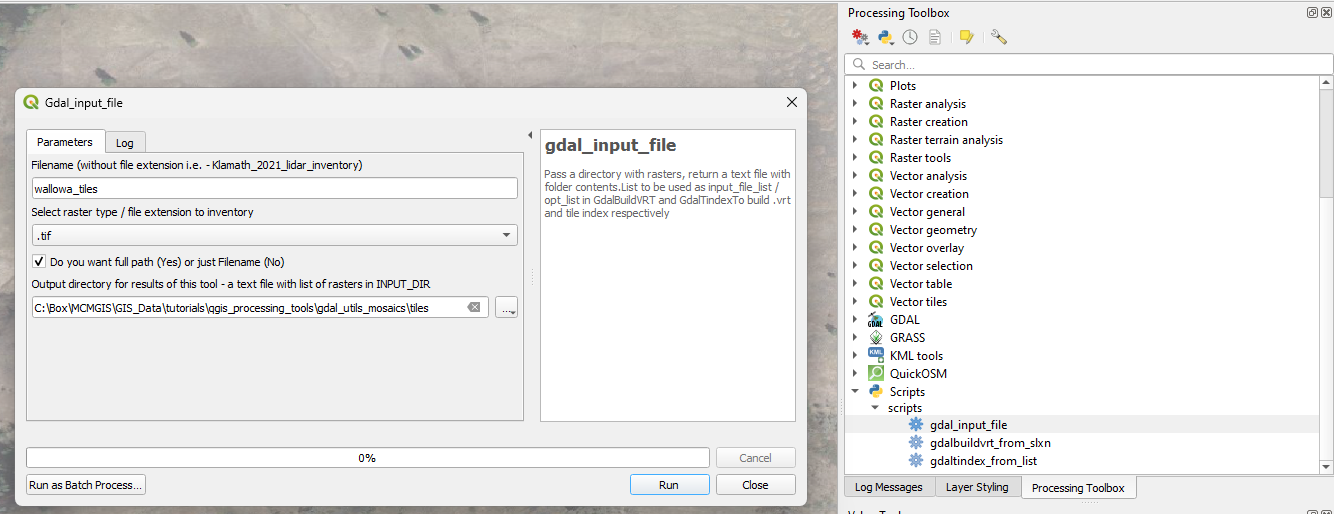 Processing Toolbox
Search...
Plots
Raster analysis
Raster creation
Raster terrain analysis
Raster tools
Vector analysis
Vector creation
Vector general
Vector geometry
Vector overlay
Vector selection
Vector table
Vector tiles
GDAL
GDAL
GRASS
KML
KML tools
QuickOSM
Scripts
scripts
gdal_input_file
gdalbuildvrt_from_slxn
gdaltindex_from_list
Log Messages
Layer Styling
Processing Toolbox
Gdal_input_file
Parameters
Log
Filename (without file extension i.e. - Klamath_2021_lidar_inventory)
wallowa_tiles
Select raster type / file extension to inventory
.tif
Do you want full path (Yes) or just Filename (No)
Output directory for results of this tool - a text file with list of rasters in INPUT_DIR
C:\Box\MCMGIS\GIS_Data\tutorials\qgis_processing_tools\gdal_utils_mosaics\tiles
...
gdal_input_file
Pass a directory with rasters, return a text file with
folder contents.List to be used as input_file_list /
opt_list in GdalBuildVRT and GdalTindexTo build .vrt
and tile index respectively
0%
Cancel
Run as Batch Process...
Run
Close